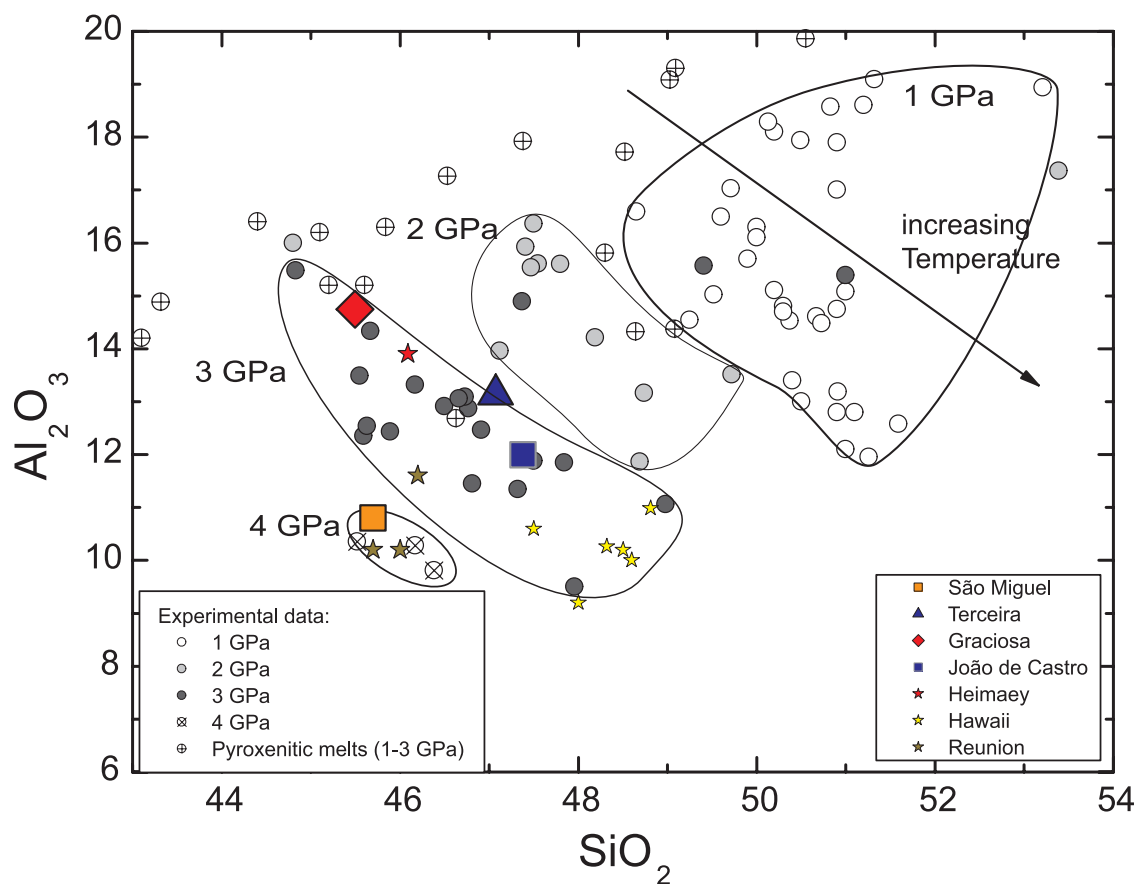 20
18
16
14
12
10
8
6
Al2O3
1 GPa
2 GPa
increasing
Temperature
3 GPa
4 GPa
Experimental data:
1 GPa
2 GPa
3 GPa
4 GPa
Pyroxenitic melts (1-3 GPa)
São Miguel
Terceira
Graciosa
João de Castro
Heimaey
Hawaii
Reunion
44
46
48
50
52
54
SiO2